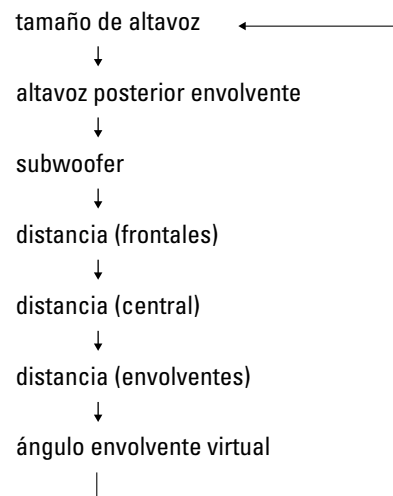 tamaño de altavoz
altavoz posterior envolvente
subwoofer
distancia (frontales)
distancia (central)
distancia (envolventes)
ángulo envolvente virtual